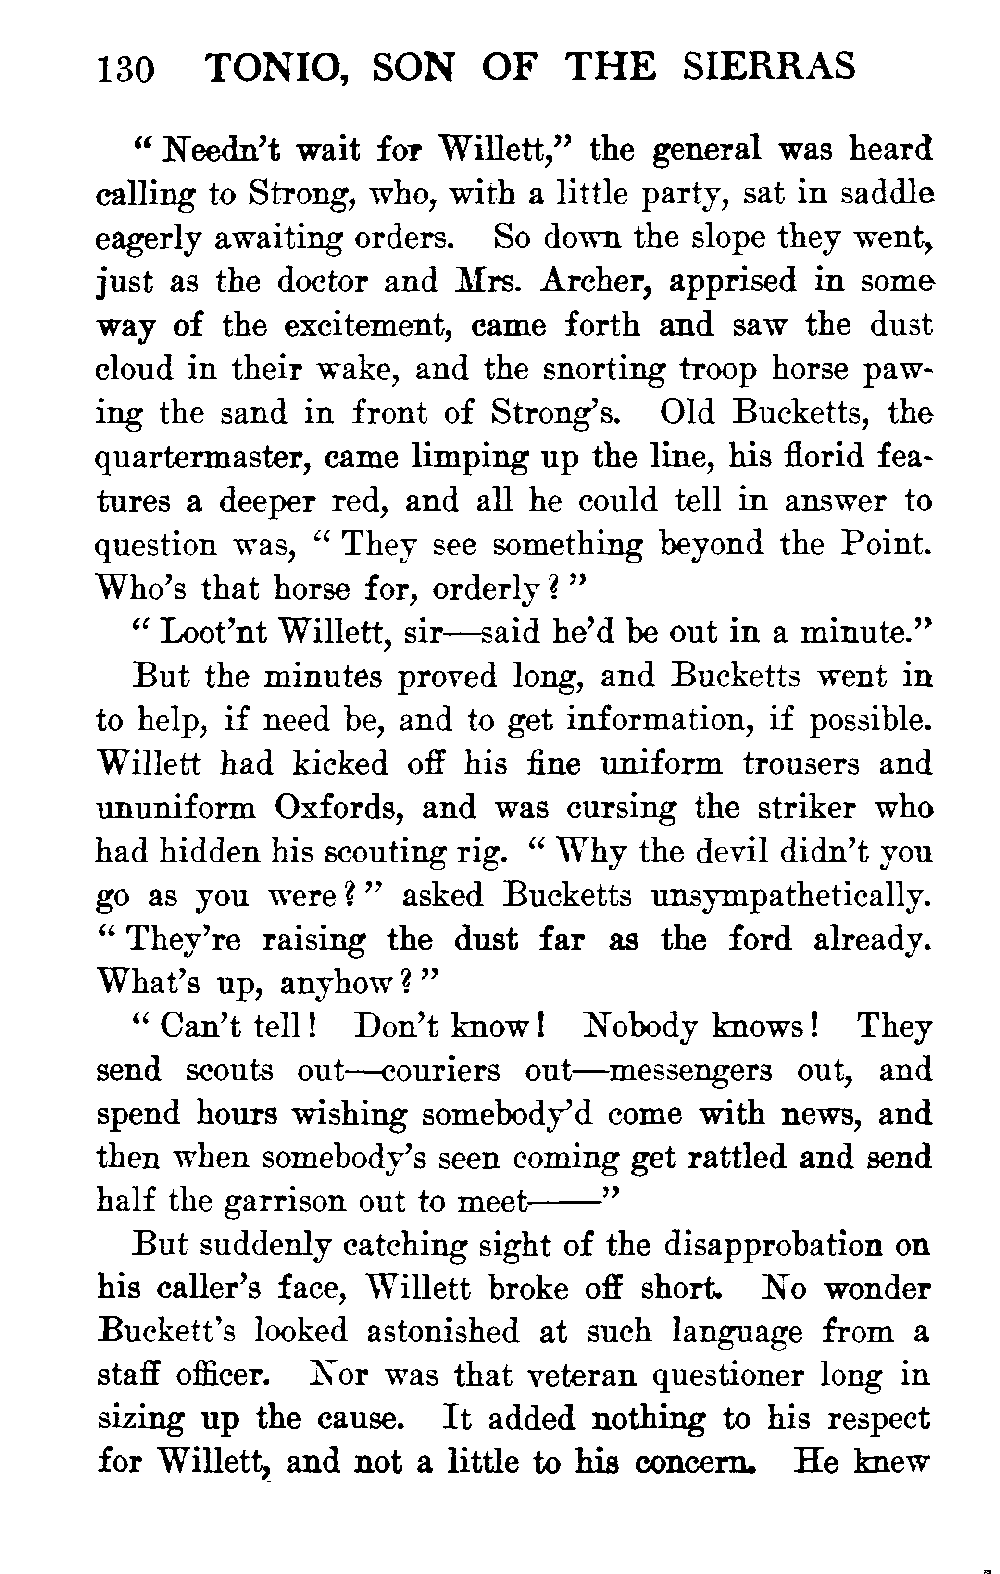 130 TONIO, SON OF THE SIERRAS
“ Needn’t wait for Willett,” the general was heard
calling to Strong, who, with a little party, sat in saddle
eagerly awaiting orders. So down the slope they went,
just as the doctor and Mrs. Archer, apprised in some
way of the excitement, came forth and saw the dust
cloud in their wake, and the snorting troop horse paw-
ing the sand in front of Strong’s. Old Bucketts, the
quartermaster, came limping up the line, his florid fea-
tures a deeper red, and all he could tell in answer to
question was, “ They see something beyond the Point.
Who’s that horse for, orderly ? ”
“ Loot’nt Willett, sir—said he’d be out in a minute.”
But the minutes proved long, and Bucketts went in
to help, if need be, and to get information, if possible.
Willett had kicked off his fine uniform trousers and
ununiform Oxfords, and was cursing the striker who
had hidden his scouting rig. “ Why the devil didn’t you
go as you were ? ” asked Bucketts unsympathetically.
“ They’re raising the dust far as the ford already.
What’s up, anyhow ? ”
“ Can’t tell ! Don’t know ! Nobody knows ! They
send scouts out—couriers out—messengers out, and
spend hours wishing somebody’d come with news, and
then when somebody’s seen coming get rattled and send
half the garrison out to meet——”
But suddenly catching sight of the disapprobation on
his caller’s face, Willett broke off short. No wonder
Buckett’s looked astonished at such language from a
staff officer. Nor was that veteran questioner long in
sizing up the cause. It added nothing to his respect
for Willett, and not a little to his concern. He knew